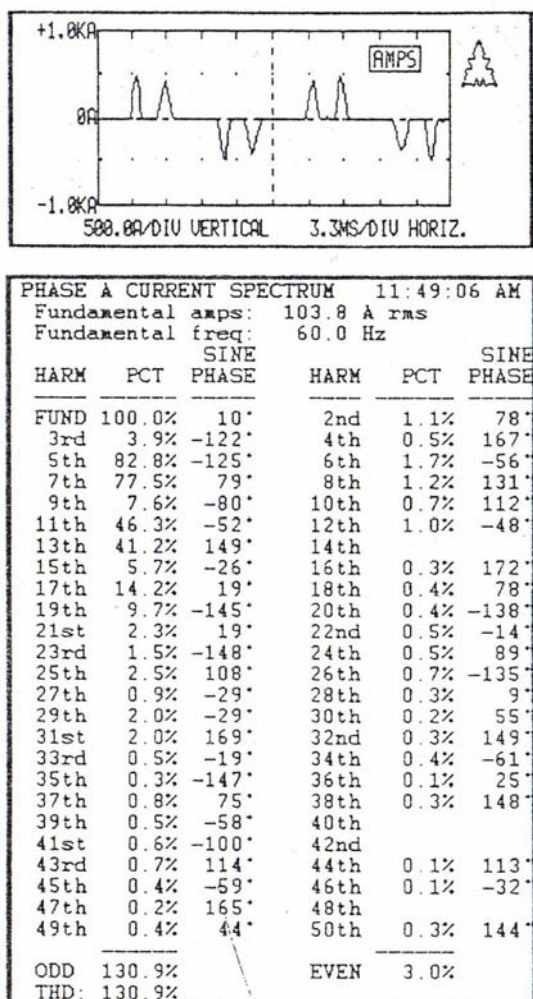 +1.0KA
AMPS
0A
-1.0KA
500.0A/DIV VERTICAL 3.3MS/DIV HORIZ.
PHASE A CURRENT SPECTRUM 11:49:06 AM
Fundamental amps: 103.8 A rms
Fundamental freq: 60.0 Hz
SINE SINE
HARM PCT PHASE HARM PCT PHASE
FUND 100.0% 10° 2nd 1.1% 78°
3rd 3.9% -122° 4th 0.5% 167°
5th 82.8% -125° 6th 1.7% -56°
7th 77.5% 79° 8th 1.2% 131°
9th 7.6% -80° 10th 0.7% 112°
11th 46.3% -52° 12th 1.0% -48°
13th 41.2% 149° 14th
15th 5.7% -26° 16th 0.3% 172°
17th 14.2% 19° 18th 0.4% 78°
19th 9.7% -145° 20th 0.4% -138°
21st 2.3% 19° 22nd 0.5% -14°
23rd 1.5% -148° 24th 0.5% 89°
25th 2.5% 108° 26th 0.7% -135°
27th 0.9% -29° 28th 0.3% 9°
29th 2.0% -29° 30th 0.2% 55°
31st 2.0% 169° 32nd 0.3% 149°
33rd 0.5% -19° 34th 0.4% -61°
35th 0.3% -147° 36th 0.1% 25°
37th 0.8% 75° 38th 0.3% 148°
39th 0.5% -58° 40th
41st 0.6% -100° 42nd
43rd 0.7% 114° 44th 0.1% 113°
45th 0.4% -59° 46th 0.1% -32°
47th 0.2% 165° 48th
49th 0.4% 44° 50th 0.3% 144°
ODD 130.9% EVEN 3.0%
THD: 130.9%